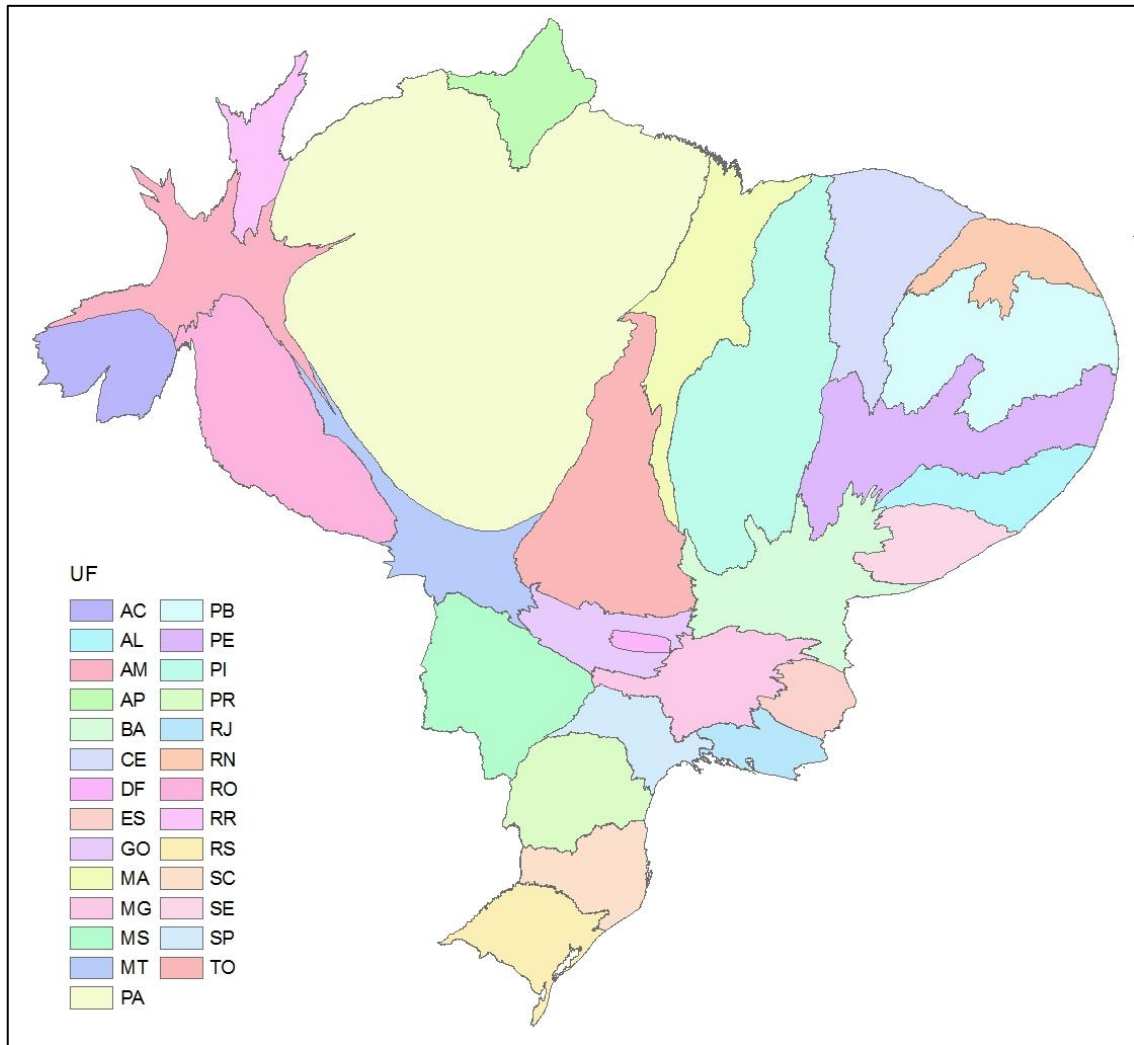 UF
AC PB
AL PE
AM PI
AP PR
BA RJ
CE RN
DF RO
ES RR
GO RS
MA SC
MG SE
MS SP
MT TO
PA